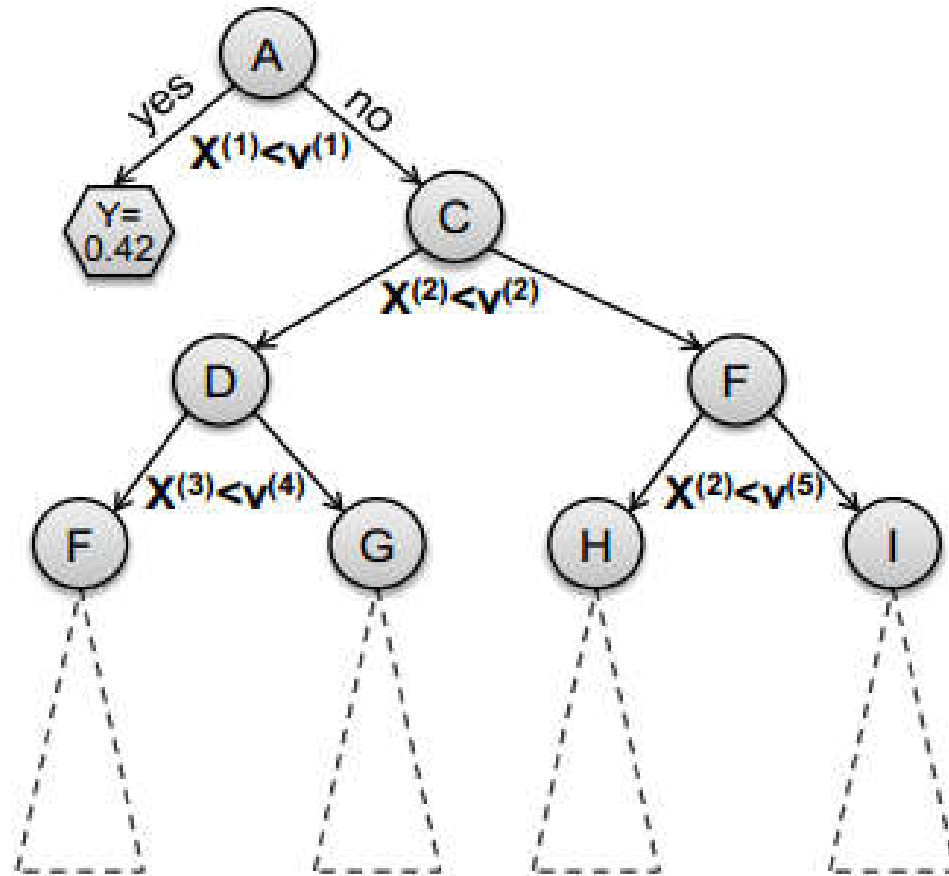 A
yes
no
X(1)<v(1)
Y=
0.42
C
X(2)<v(2)
D
F
X(3)<v(4)
X(2)<v(5)
F
G
H
I